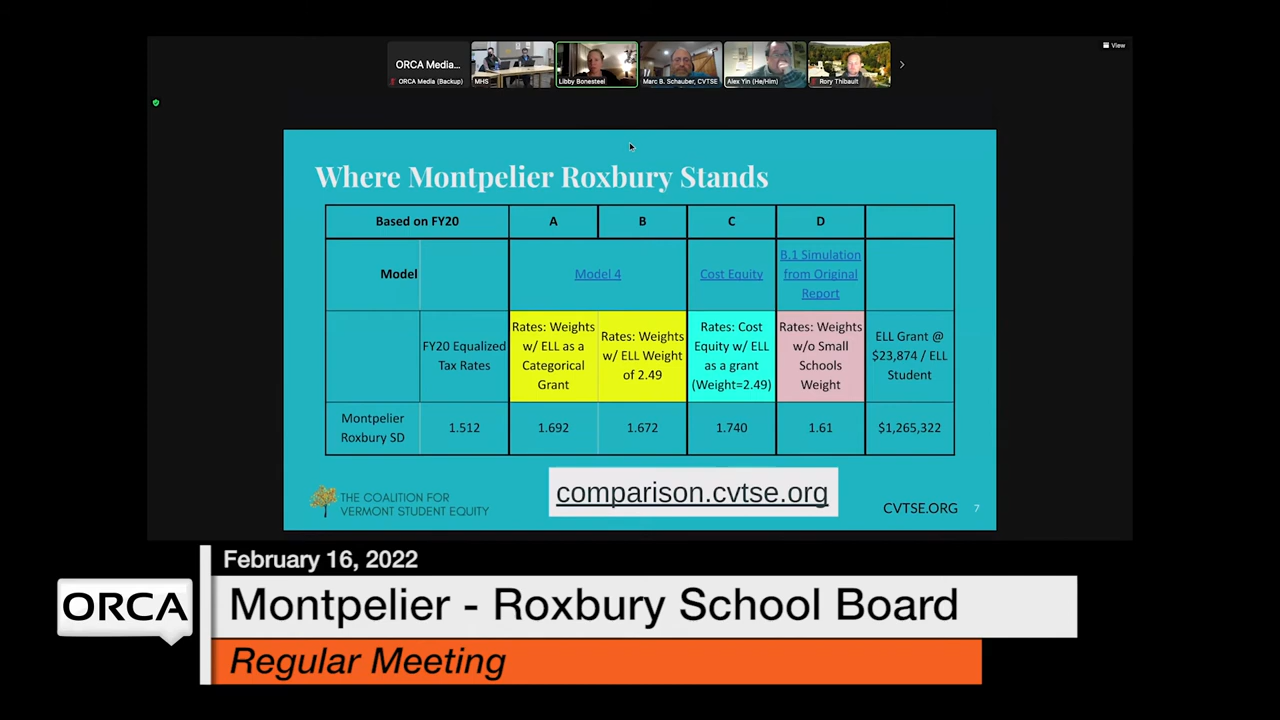 View
ORCA Media...
ORCA Media (Backup)
MHS
Libby Bonesteel
Marc B. Schauber, CVTSE
Alex Yin (He/Him)
Rory Thibault
Where Montpelier Roxbury Stands
Based on FY20
A
B
C
D
Model
Model 4
Cost Equity
B.1 Simulation
from Original
Report
FY20 Equalized
Tax Rates
Rates: Weights
w/ ELL as a
Categorical
Grant
Rates: Weights
w/ ELL Weight
of 2.49
Rates: Cost
Equity w/ ELL
as a grant
(Weight=2.49)
Rates: Weights
w/o Small
Schools
Weight
ELL Grant @
$23,874 / ELL
Student
Montpelier
Roxbury SD
1.512
1.692
1.672
1.740
1.61
$1,265,322
THE COALITION FOR
VERMONT STUDENT EQUITY
comparison.cvtse.org
CVTSE.ORG
7
February 16, 2022
ORCA
Montpelier - Roxbury School Board
Regular Meeting